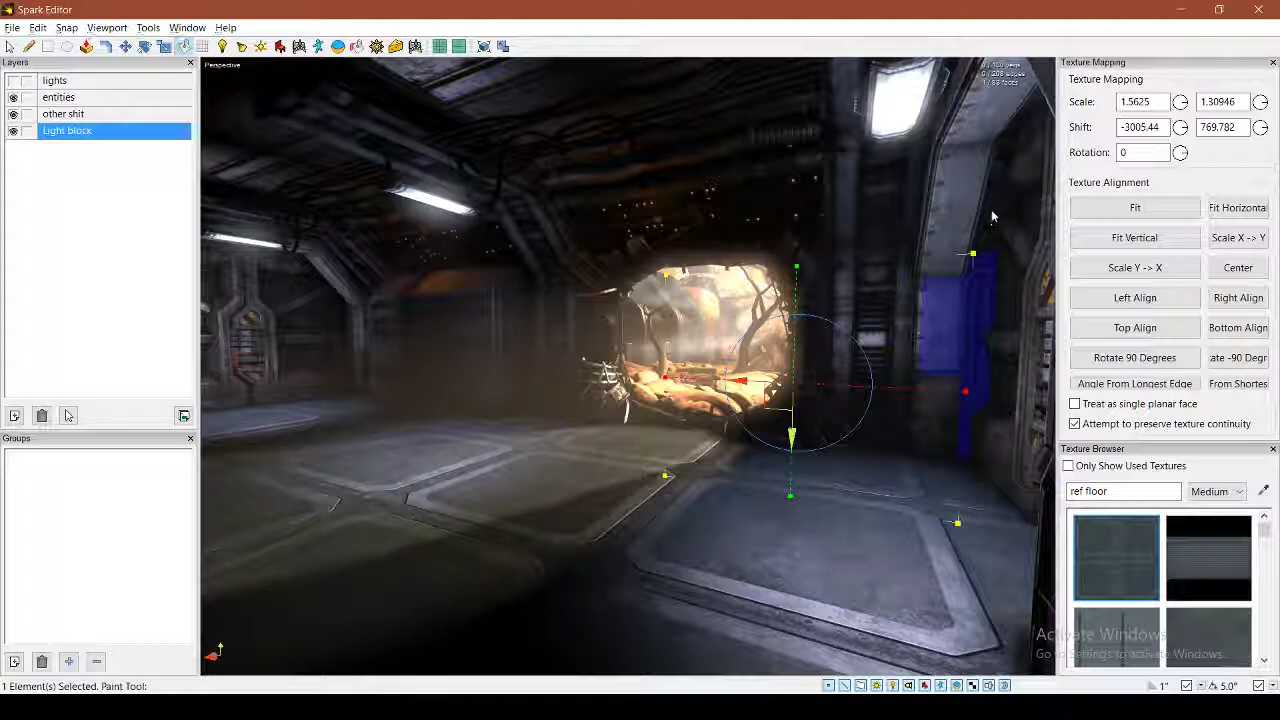 Spark Editor
File Edit Snap Viewport Tools Window Help
Layers
lights
entities
other shit
Light block
Groups
Perspective
1 / 83 faces
Texture Mapping
Texture Mapping
Scale: 1.5625 1.30946
Shift: -3005.44 769.782
Rotation: 0
Texture Alignment
Fit Fit Horizonta
Fit Vertical Scale X -> Y
Scale Y -> X Center
Left Align Right Align
Top Align Bottom Align
Rotate 90 Degrees ate -90 Degr
Angle From Longest Edge From Shortes
Treat as single planar face
Attempt to preserve texture continuity
Texture Browser
Only Show Used Textures
ref floor Medium
Activate Windows
Go to Settings to activate Windows.
1 Element(s) Selected. Paint Tool:
1" 5.0°